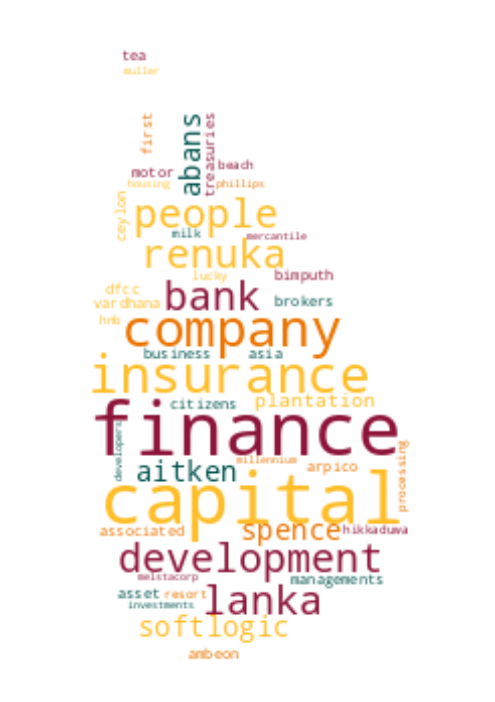 tea
muller
first
abans
treasuries
motor
beach
housing
phillips
ceylon
people
milk
mercantile
renuka
lucky
bimputh
dfcc
bank
vardhana
brokers
hnb
company
business
asia
insurance
citizens
plantation
finance
developers
millennium
aitken
arpico
processing
capital
associated
spence
hikkaduwa
development
melstacorp
managements
asset
resort
lanka
investments
softlogic
ambeon